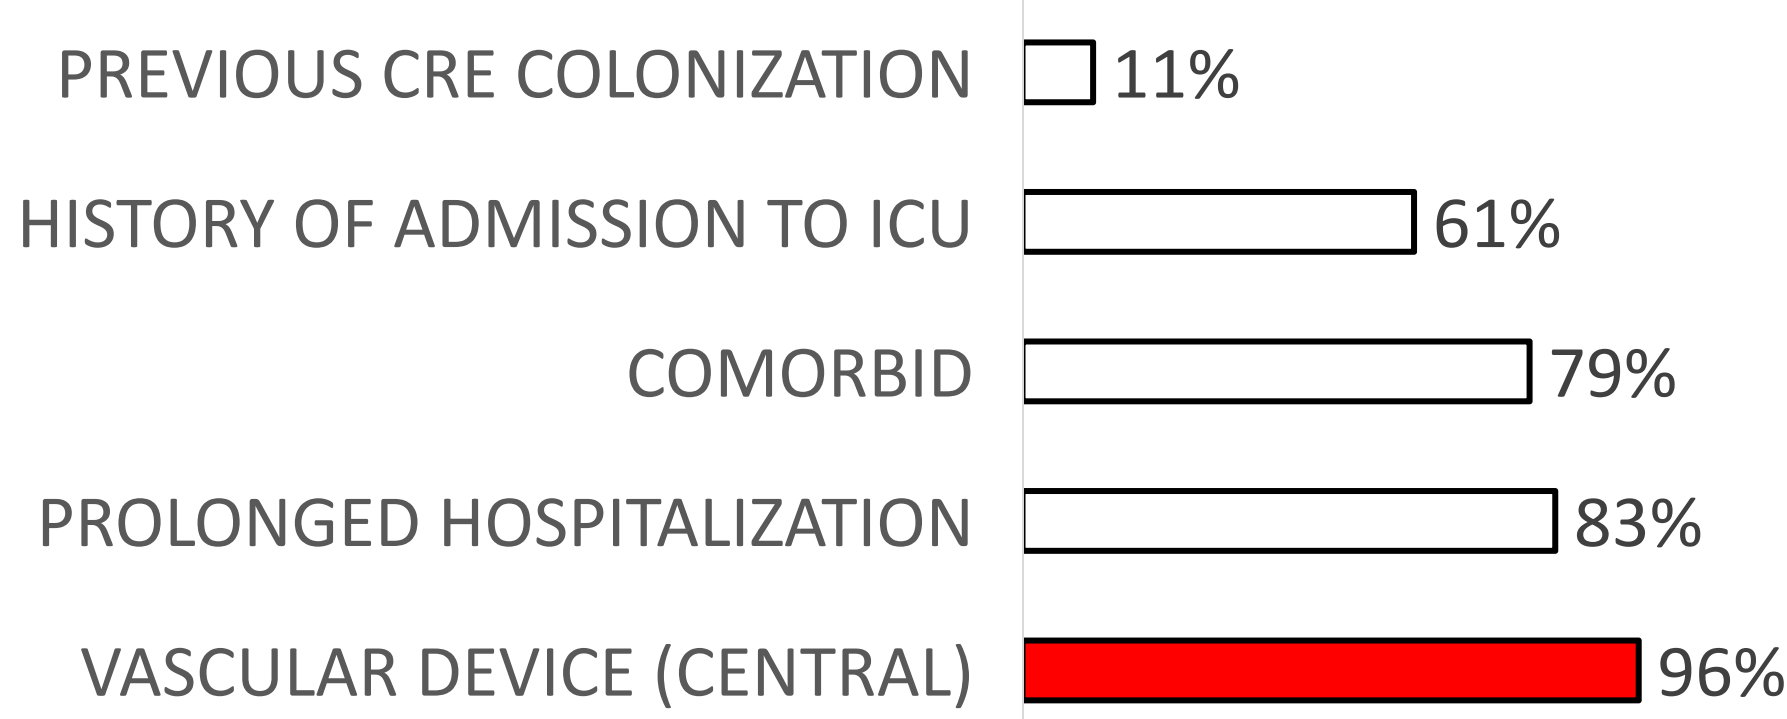 PREVIOUS CRE COLONIZATION 11%
HISTORY OF ADMISSION TO ICU 61%
COMORBID 79%
PROLONGED HOSPITALIZATION 83%
VASCULAR DEVICE (CENTRAL) 96%